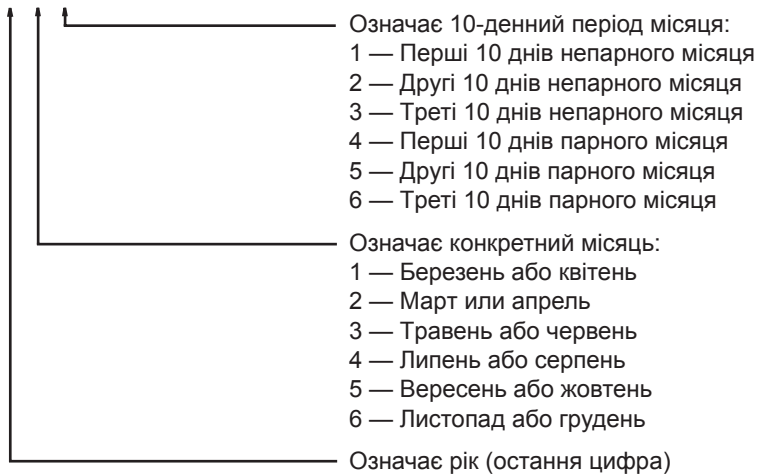 Означає 10-денний період місяця:
1 — Перші 10 днів непарного місяця
2 — Другі 10 днів непарного місяця
3 — Треті 10 днів непарного місяця
4 — Перші 10 днів парного місяця
5 — Другі 10 днів парного місяця
6 — Треті 10 днів парного місяця
Означає конкретний місяць:
1 — Березень або квітень
2 — Март или апрель
3 — Травень або червень
4 — Липень або серпень
5 — Вересень або жовтень
6 — Листопад або грудень
Означає рік (остання цифра)